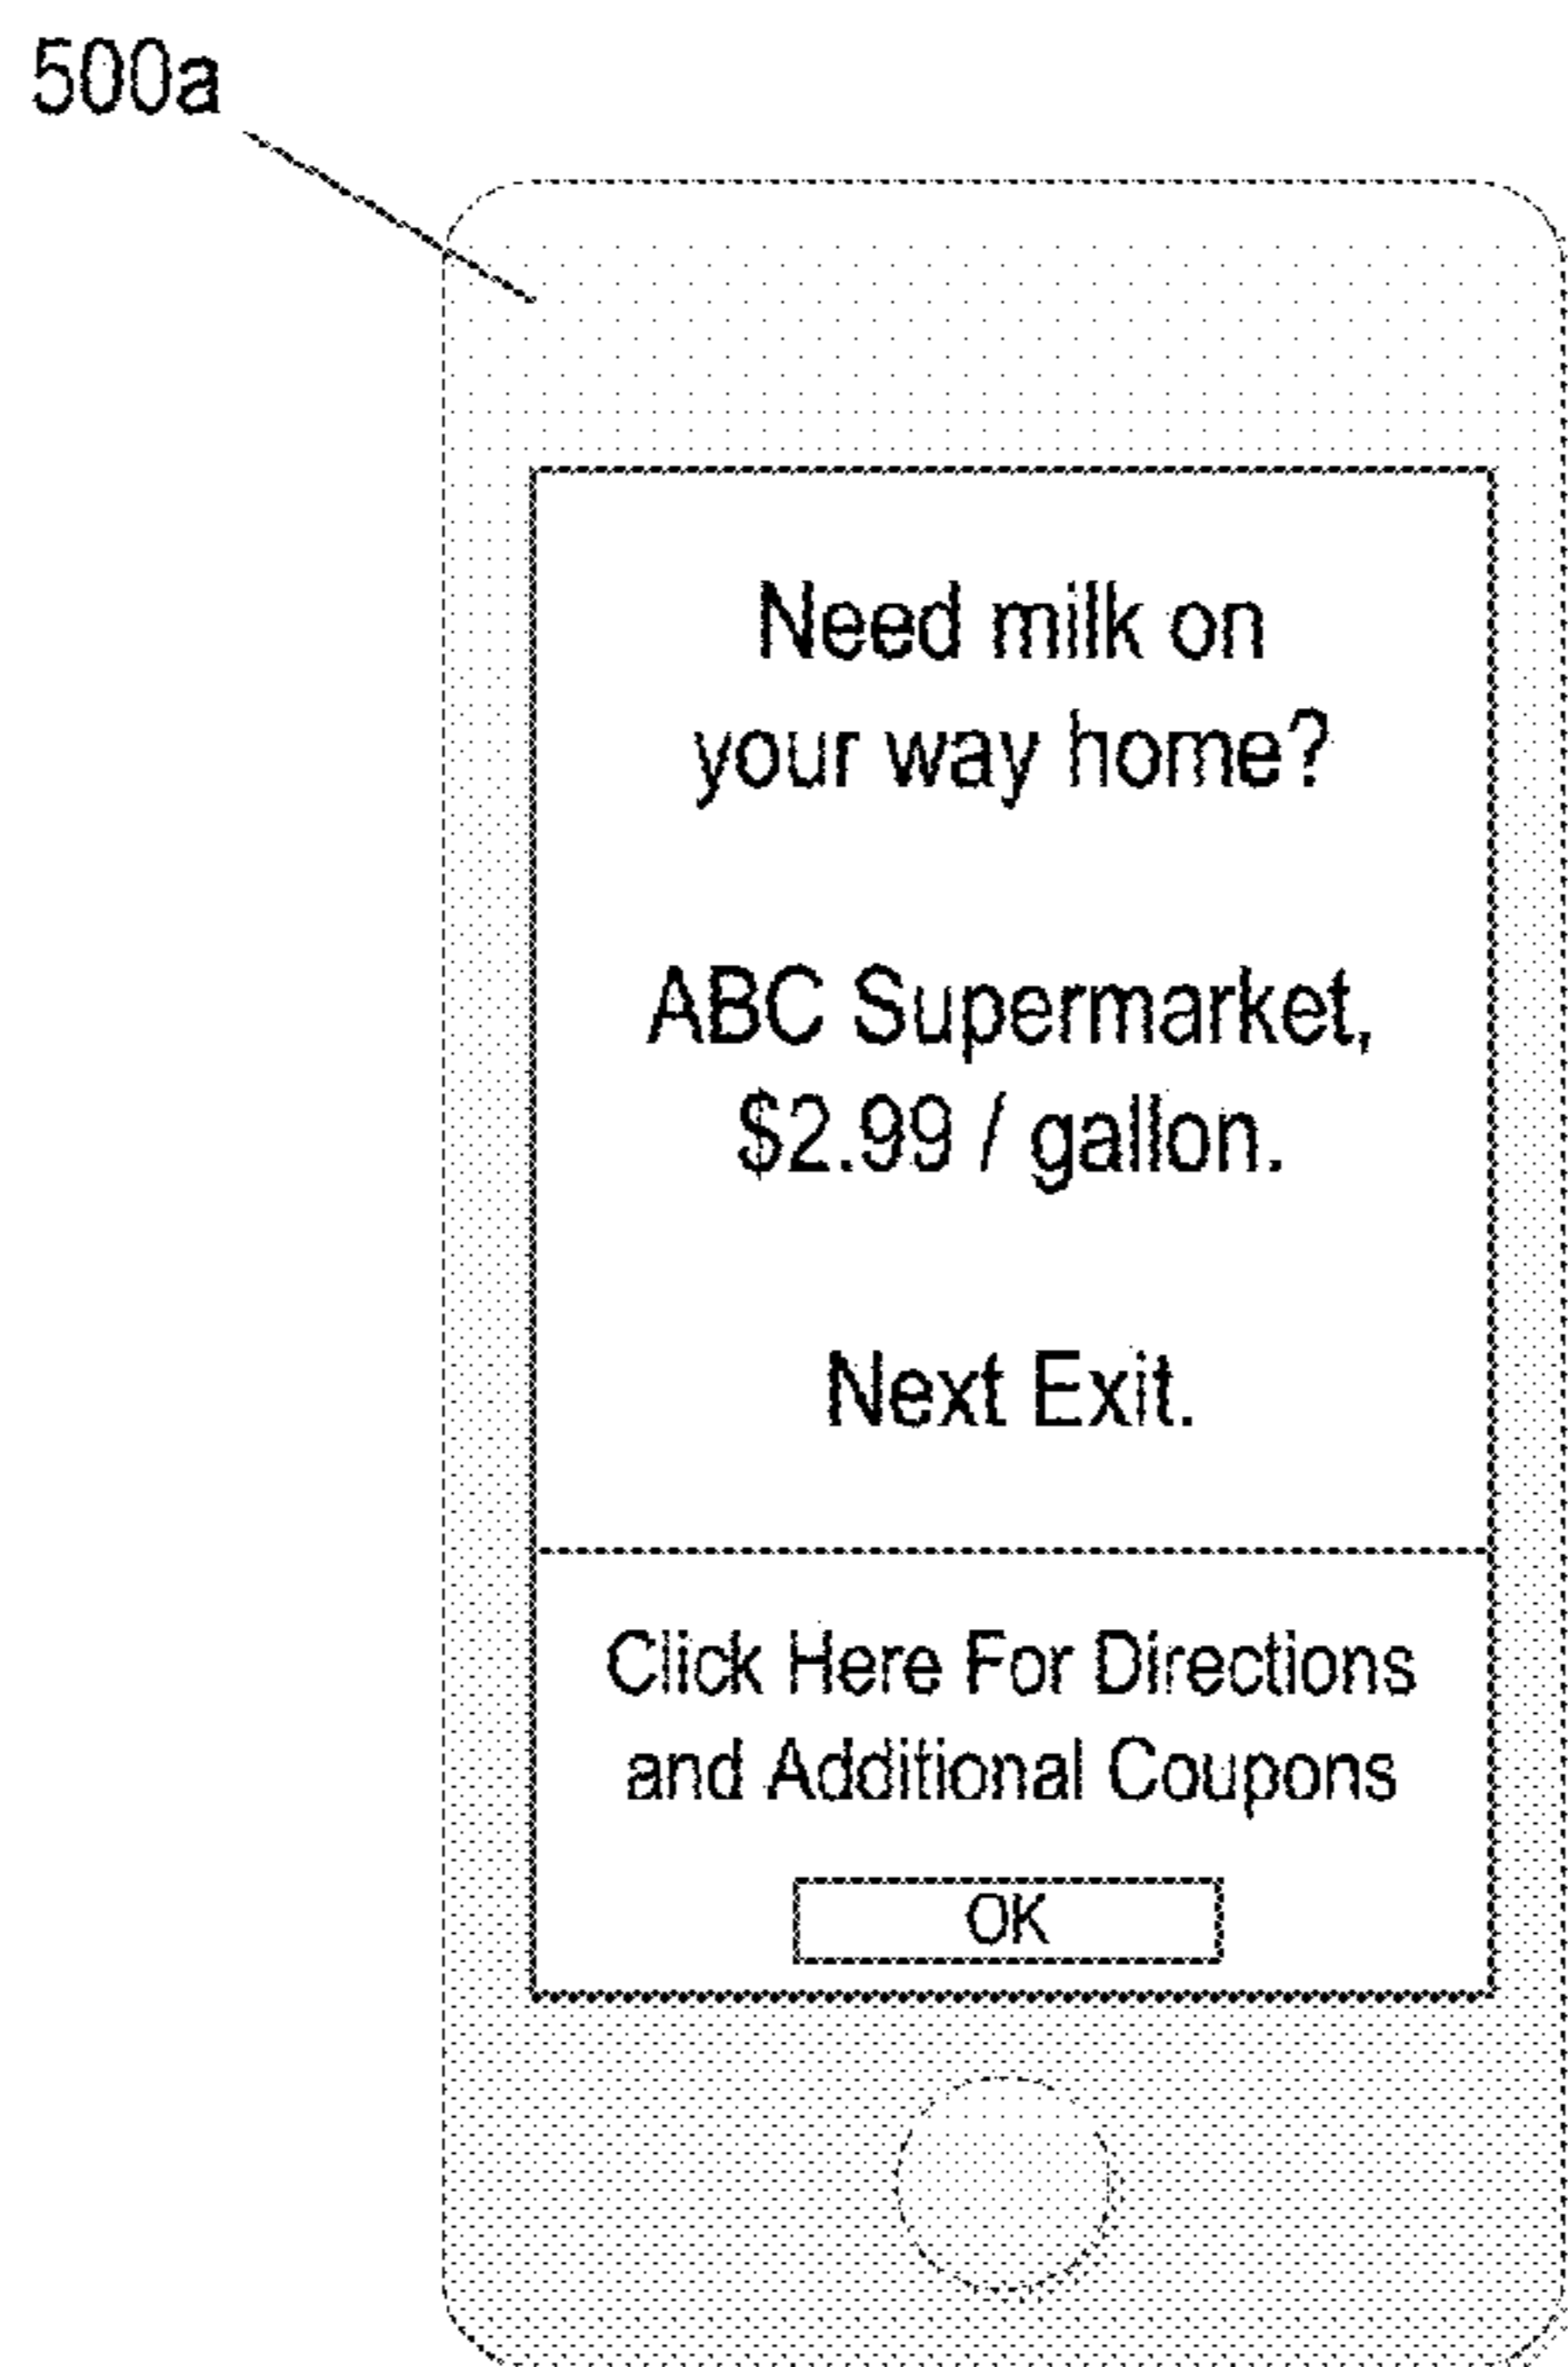 500a
Need milk on
your way home?
ABC Supermarket,
$2.99 / gallon.
Next Exit.
Click Here For Directions
and Additional Coupons
OK